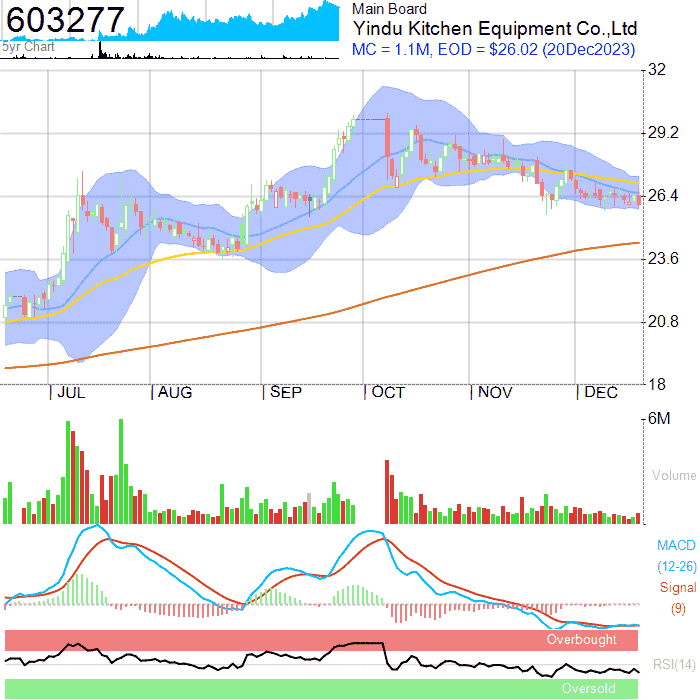 603277
5yr Chart
Main Board
Yindu Kitchen Equipment Co.,Ltd
MC = 1.1M, EOD = $26.02 (20Dec2023)
32
29.2
26.4
23.6
20.8
18
JUL AUG SEP OCT NOV DEC
6M
Volume
MACD
(12-26)
Signal
(9)
Overbought
RSI(14)
Oversold